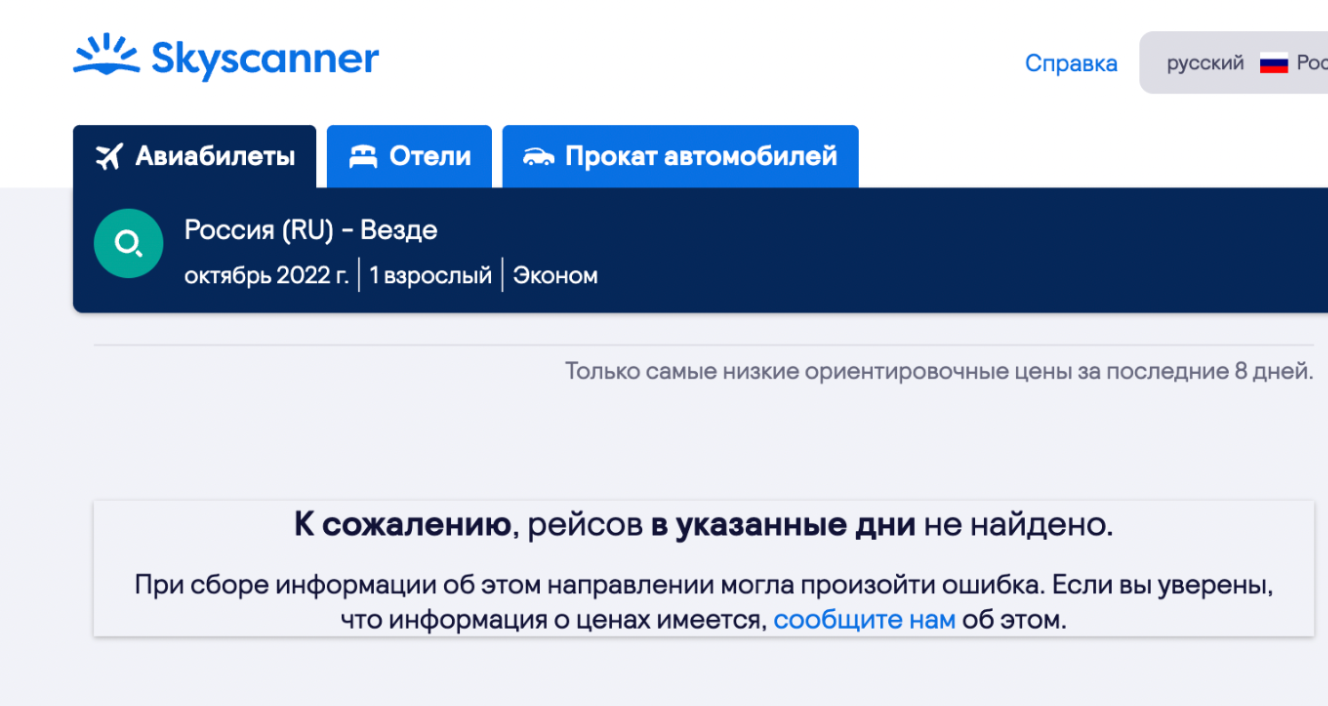 Skyscanner
Справка
русский
Авиабилеты
Отели
Прокат автомобилей
Россия (RU) – Везде
октябрь 2022 г. | 1 взрослый | Эконом
Только самые низкие ориентировочные цены за последние 8 дней.
К сожалению, рейсов в указанные дни не найдено.
При сборе информации об этом направлении могла произойти ошибка. Если вы уверены,
что информация о ценах имеется, сообщите нам об этом.